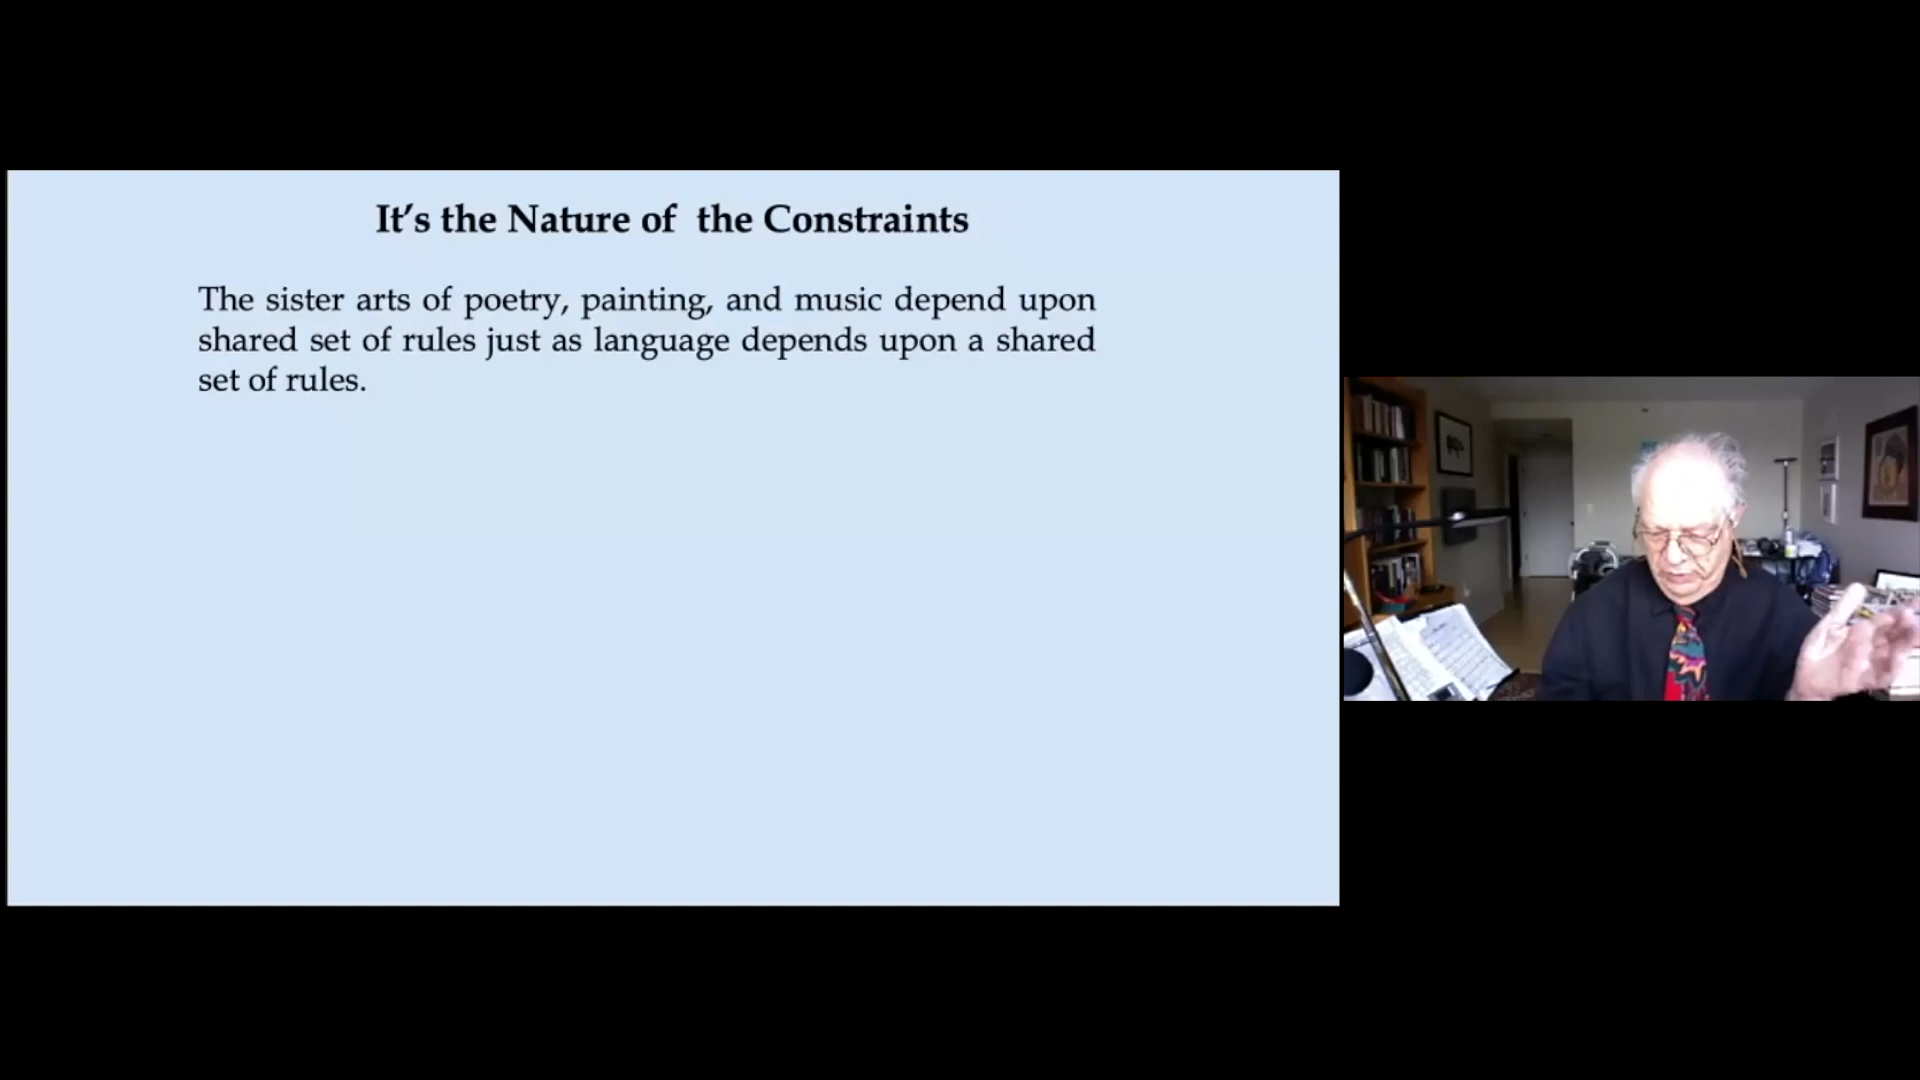 It’s the Nature of  the Constraints
The sister arts of poetry, painting, and music depend upon
shared set of rules just as language depends upon a shared
set of rules.